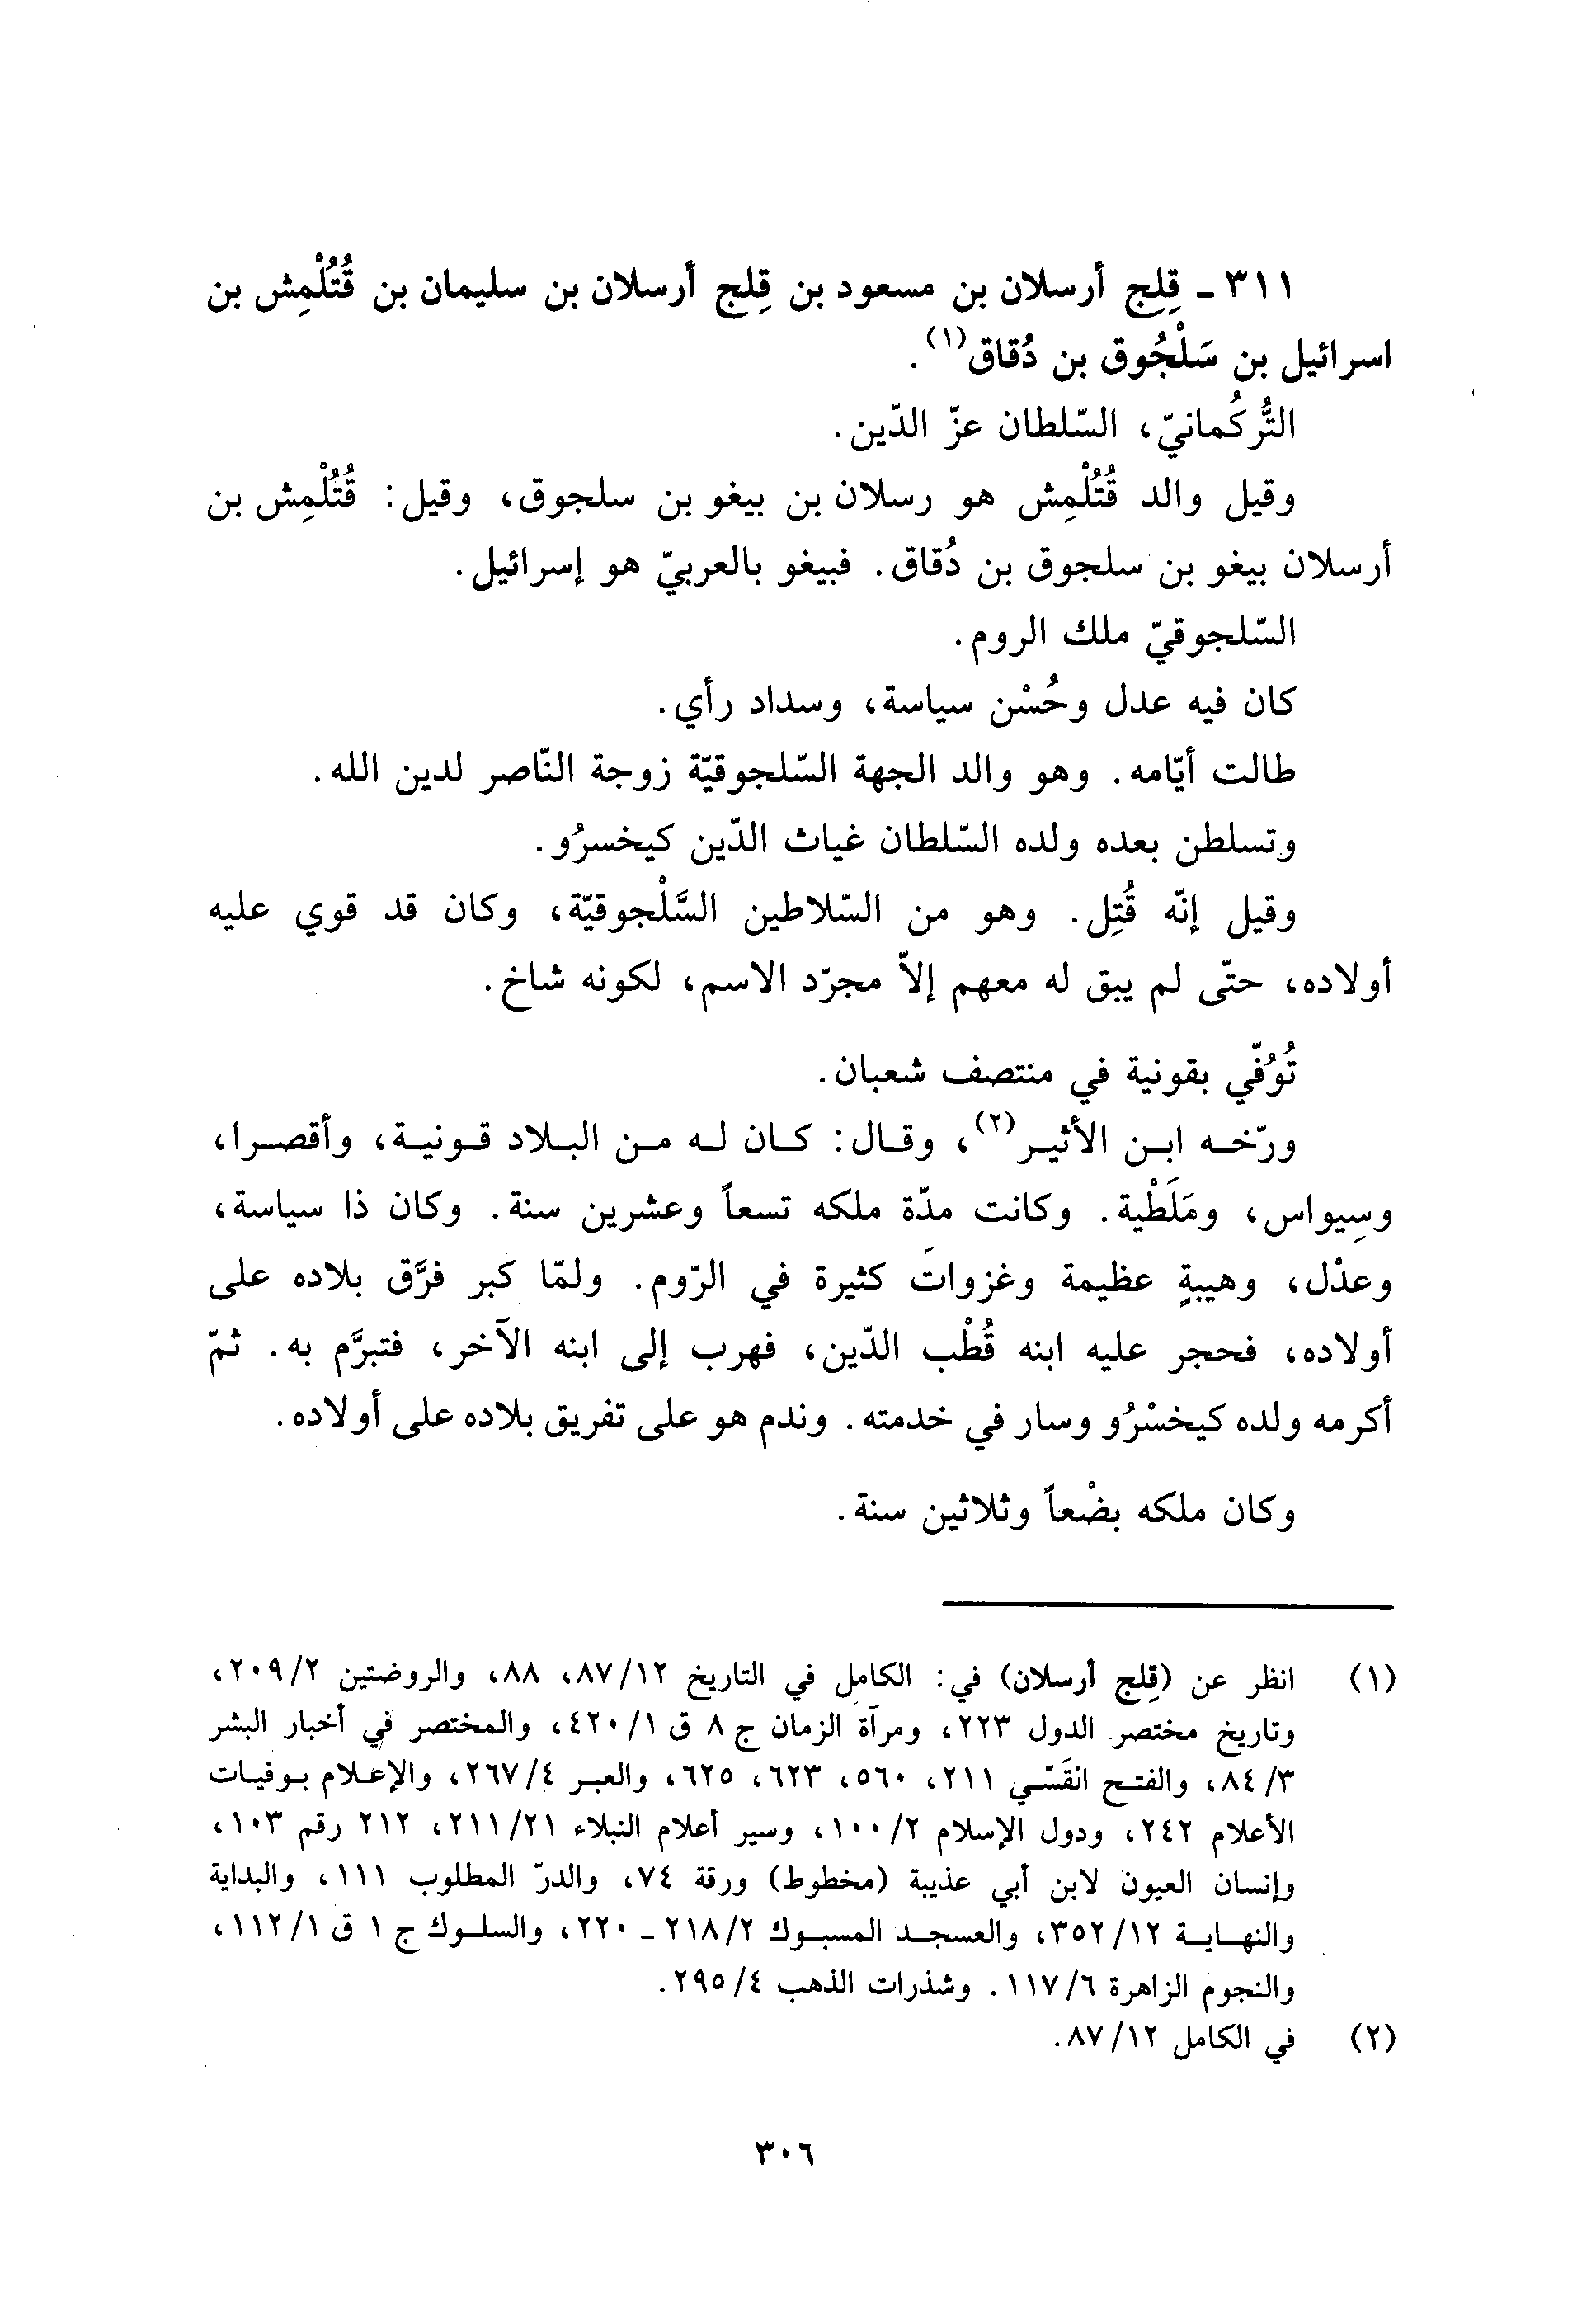 ٣١١ ـ قِلِج أرسلان بن مسعود بن قِلج أرسلان بن سليمان بن قُتُلْمِش بن
اسرائيل بن سَلْجُوق بن دُقاق(١).
التُّركُمانيّ، السّلطان عزّ الدّين.
وقيل والد قُتُلْمِش هو رسلان بن بيغو بن سلجوق، وقيل: قُتُلْمِش بن
أرسلان بيغو بن سلجوق بن دُقاق. فبيغو بالعربيّ هو إسرائيل.
السّلجوقيّ ملك الروم.
كان فيه عدل وحُسْن سياسة، وسداد رأي.
طالت أيّامه. وهو والد الجهة السّلجوقيّة زوجة النّاصر لدين الله.
وتسلطن بعده ولده السّلطان غياث الدّين كيخسرُو.
وقيل إنّه قُتِل. وهو من السّلاطين السَّلْجوقيّة، وكان قد قوي عليه
أولاده، حتّى لم يبق له معهم إلاّ مجرّد الاسم، لكونه شاخ.
تُوُفّي بقونية في منتصف شعبان.
ورّخه ابن الأثير(٢)، وقال: كان له من البلاد قونية، وأقصرا،
وسِيواس، ومَلَطْية. وكانت مدّة ملكه تسعاً وعشرين سنة. وكان ذا سياسة،
وعدْل، وهيبةٍ عظيمة وغزوات كثيرة في الرّوم. ولمّا كبر فرَّق بلاده على
أولاده، فحجر عليه ابنه قُطْب الدّين، فهرب إلى ابنه الآخر، فتبرَّم به. ثمّ
أكرمه ولده كيخسْرُو وسار في خدمته. وندم هو على تفريق بلاده على أولاده.
وكان ملكه بضْعاً وثلاثين سنة.
(١) انظر عن (قِلج أرسلان) في: الكامل في التاريخ ١٢/٨٧، ٨٨، والروضتين ٢/٢٠٩،
وتاريخ مختصر الدول ٢٢٣، ومرآة الزمان ج ٨ ق ١/٤٢٠، والمختصر في أخبار البشر
٣/٨٤، والفتح القَسّي ٢١١، ٥٦٠، ٦٢٣، ٦٢٥، والعبر ٤/٢٦٧، والإعلام بوفيات
الأعلام ٢٤٢، ودول الإسلام ٢/١٠٠، وسير أعلام النبلاء ٢١/٢١١، ٢١٢ رقم ١٠٣،
وإنسان العيون لابن أبي عذيبة (مخطوط) ورقة ٧٤، والدرّ المطلوب ١١١، والبداية
والنهاية ١٢/٣٥٢، والعسجد المسبوك ٢/٢١٨ ـ ٢٢٠، والسلوك ج ١ ق ١/١١٢،
والنجوم الزاهرة ٦/١١٧. وشذرات الذهب ٤/٢٩٥.
(٢) في الكامل ١٢/٨٧.
٣٠٦